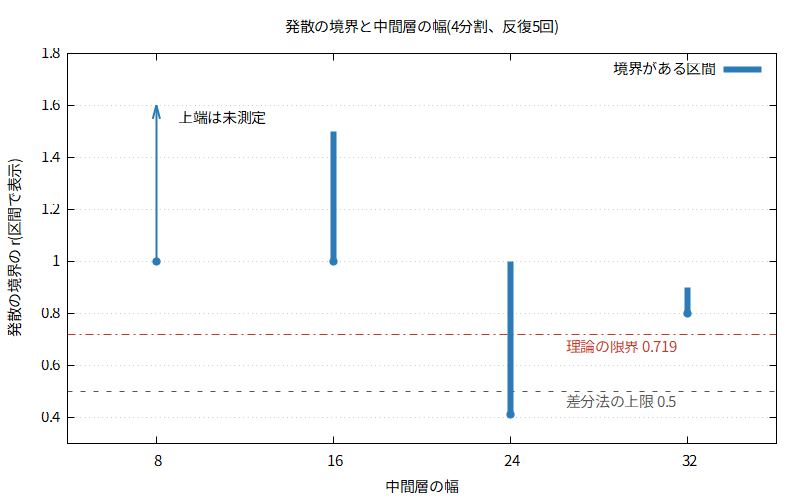 発散の境界と中間層の幅(4分割、反復5回)
境界がある区間
上端は未測定
理論の限界 0.719
差分法の上限 0.5
発散の境界の r(区間で表示)
1.8
1.6
1.4
1.2
1
0.8
0.6
0.4
8 16 24 32
中間層の幅